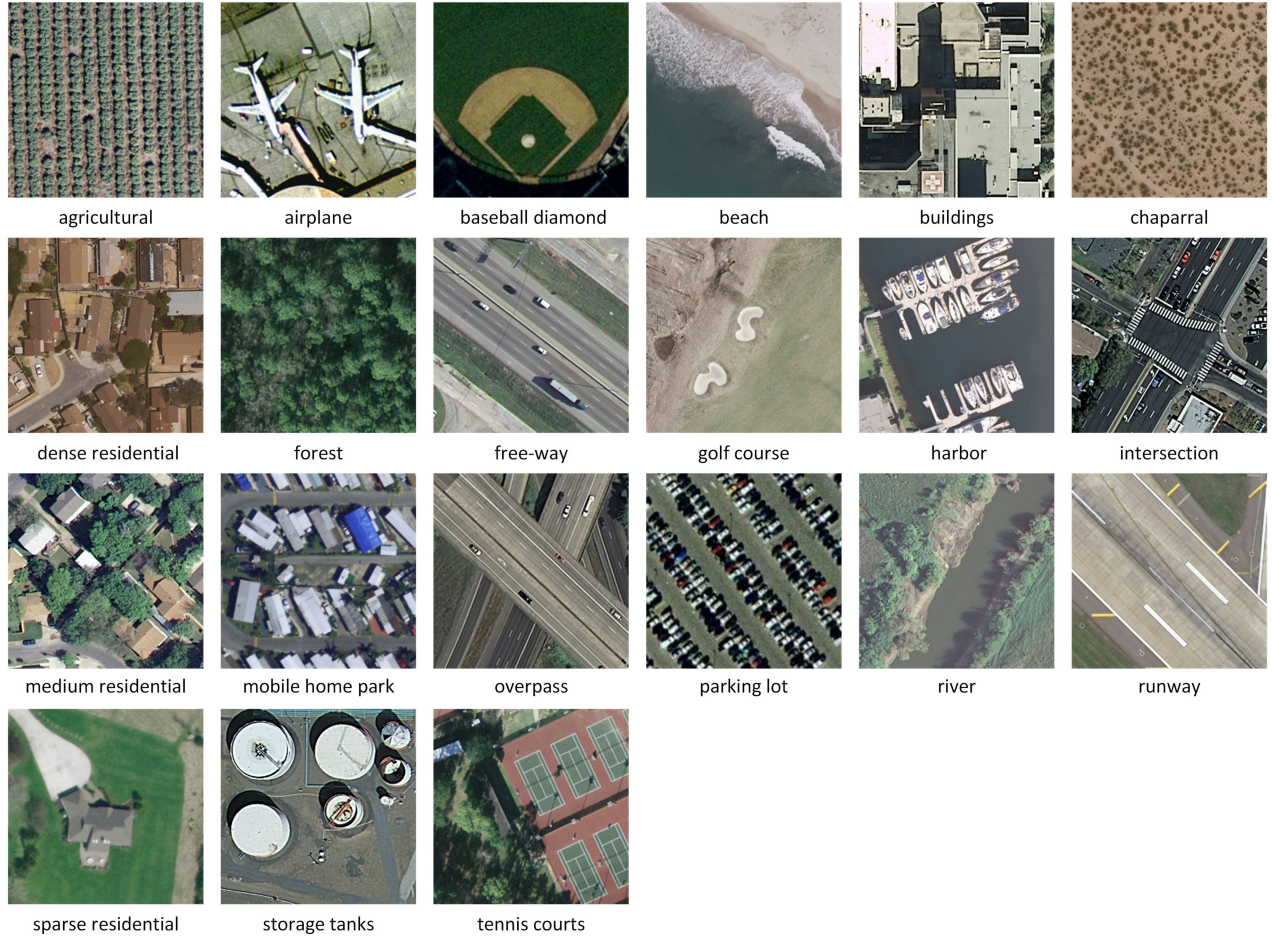 agricultural
airplane
baseball diamond
beach
buildings
chaparral
dense residential
forest
free-way
golf course
harbor
intersection
medium residential
mobile home park
overpass
parking lot
river
runway
sparse residential
storage tanks
tennis courts